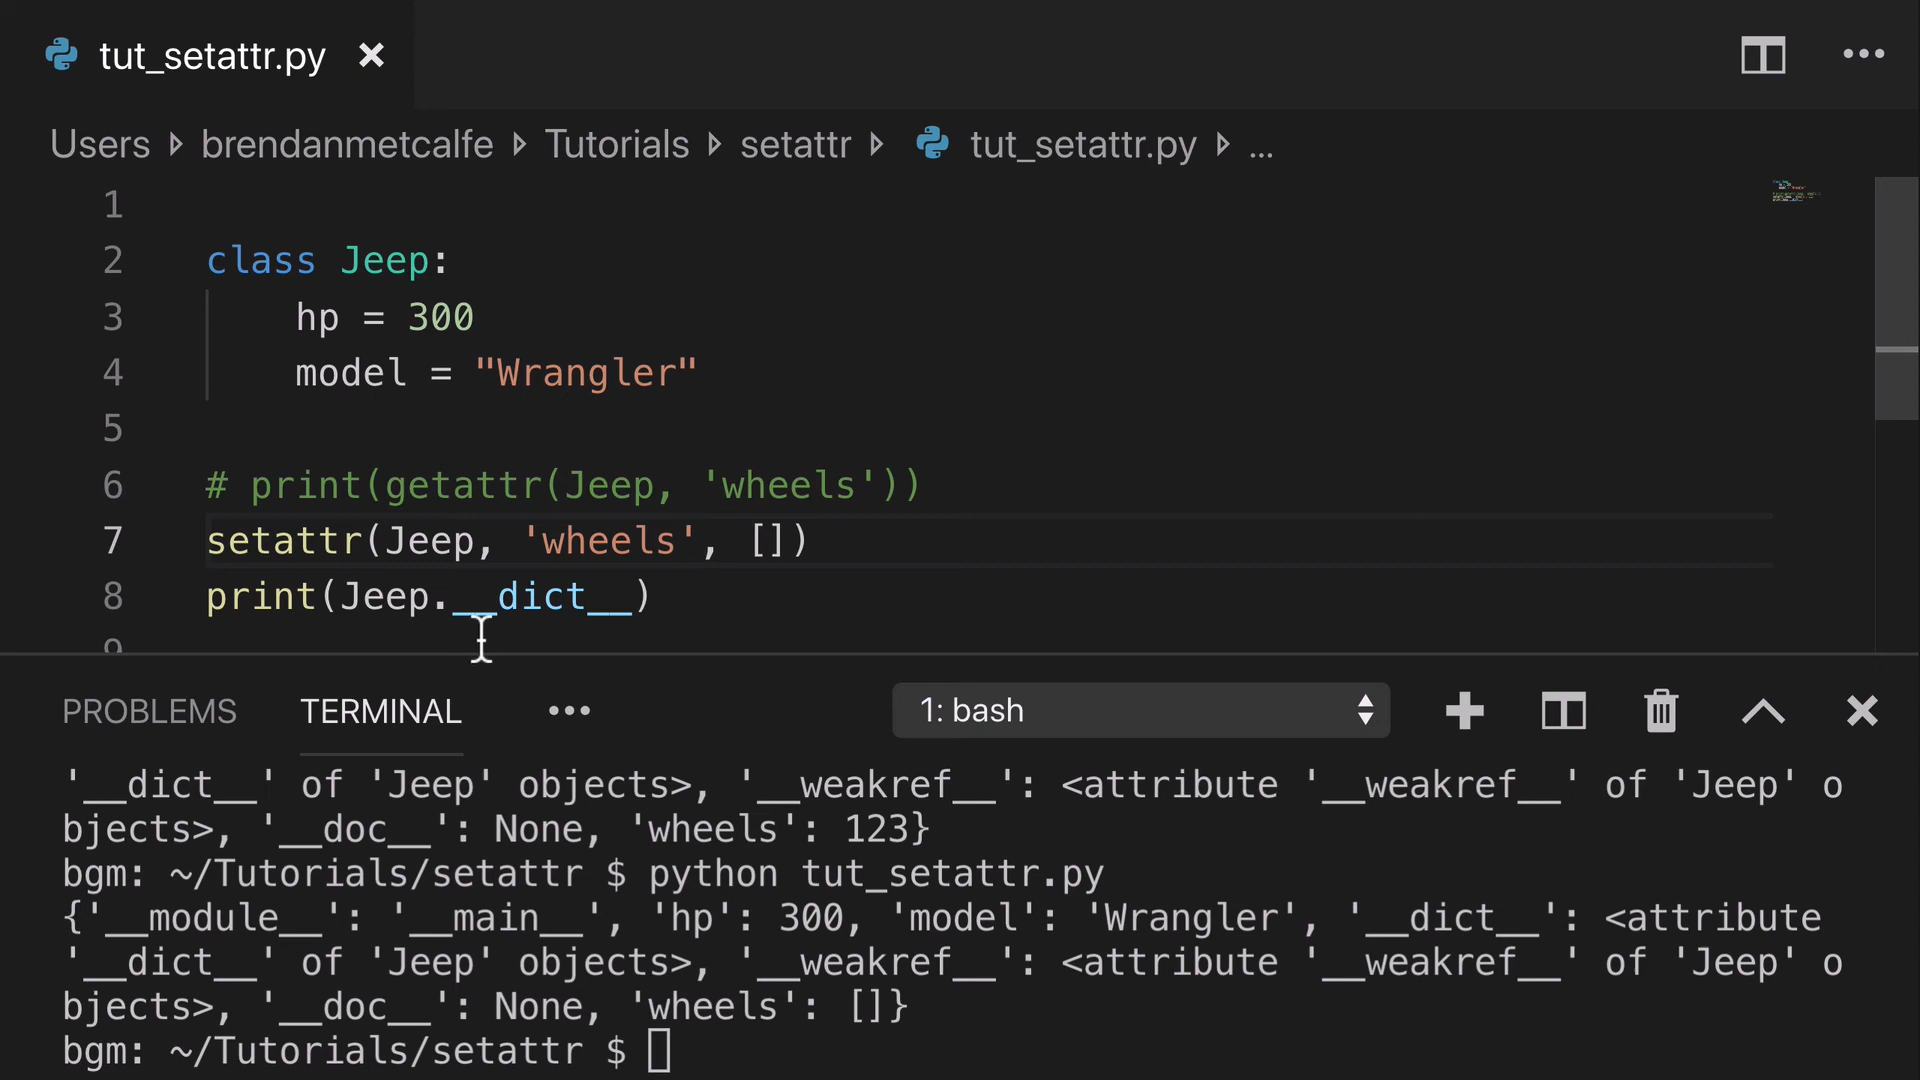 tut_setattr.py
Users brendanmetcalfe Tutorials setattr tut_setattr.py ...
1
2 class Jeep:
3 hp = 300
4 model = "Wrangler"
5
6 # print(getattr(Jeep, 'wheels'))
7 setattr(Jeep, 'wheels', [])
8 print(Jeep.__dict__)
9
PROBLEMS TERMINAL ... 1: bash
'__dict__' of 'Jeep' objects>, '__weakref__': <attribute '__weakref__' of 'Jeep' o
bjects>, '__doc__': None, 'wheels': 123}
bgm: ~/Tutorials/setattr $ python tut_setattr.py
{'__module__': '__main__', 'hp': 300, 'model': 'Wrangler', '__dict__': <attribute
'__dict__' of 'Jeep' objects>, '__weakref__': <attribute '__weakref__' of 'Jeep' o
bjects>, '__doc__': None, 'wheels': []}
bgm: ~/Tutorials/setattr $